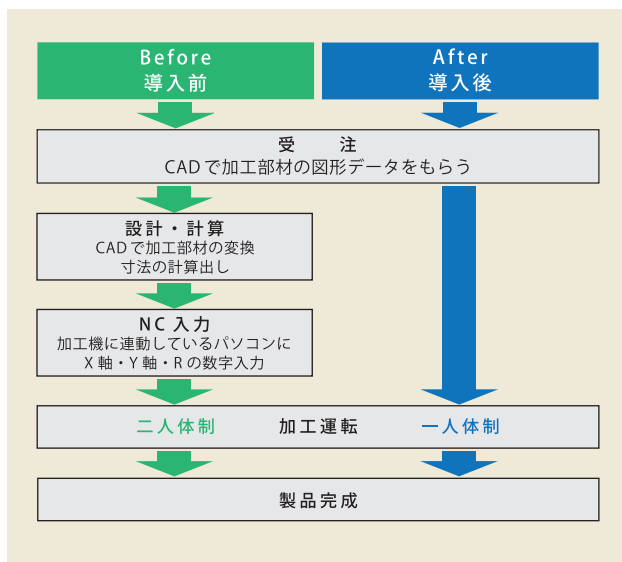 Before
導入前
After
導入後
受　　注
CADで加工部材の図形データをもらう
設計・計算
CADで加工部材の変換
寸法の計算出し
NC入力
加工機に連動しているパソコンに
X軸・Y軸・Rの数字入力
二人体制　加工運転　一人体制
製品完成